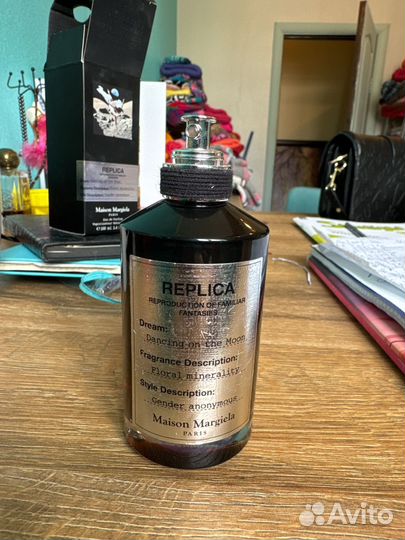 REPLICA
Maison Margiela
PARIS
REPLICA
REPRODUCTION OF FAMILIAR
FANTASIES
Dream:
Dancing on the Moon
Fragrance Description:
Floral minerality
Style Description:
Gender anonymous
Maison Margiela
PARIS
Avito